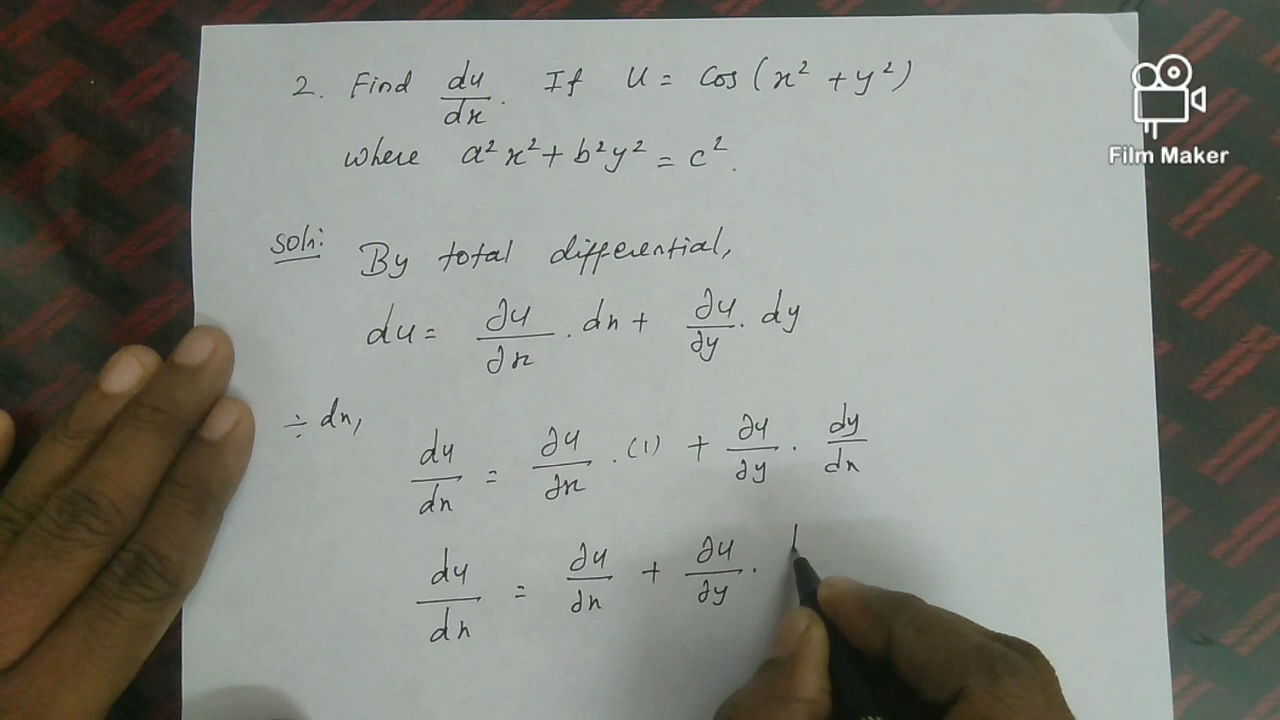 2. Find du/dx. If u = cos(x² + y²)
where a²x² + b²y² = c².
Soln:
By total differential,
du = ∂u/∂x . dx + ∂u/∂y . dy
÷ dx,
du/dx = ∂u/∂x . (1) + ∂u/∂y . dy/dx
du/dx = ∂u/∂x + ∂u/∂y .
Film Maker